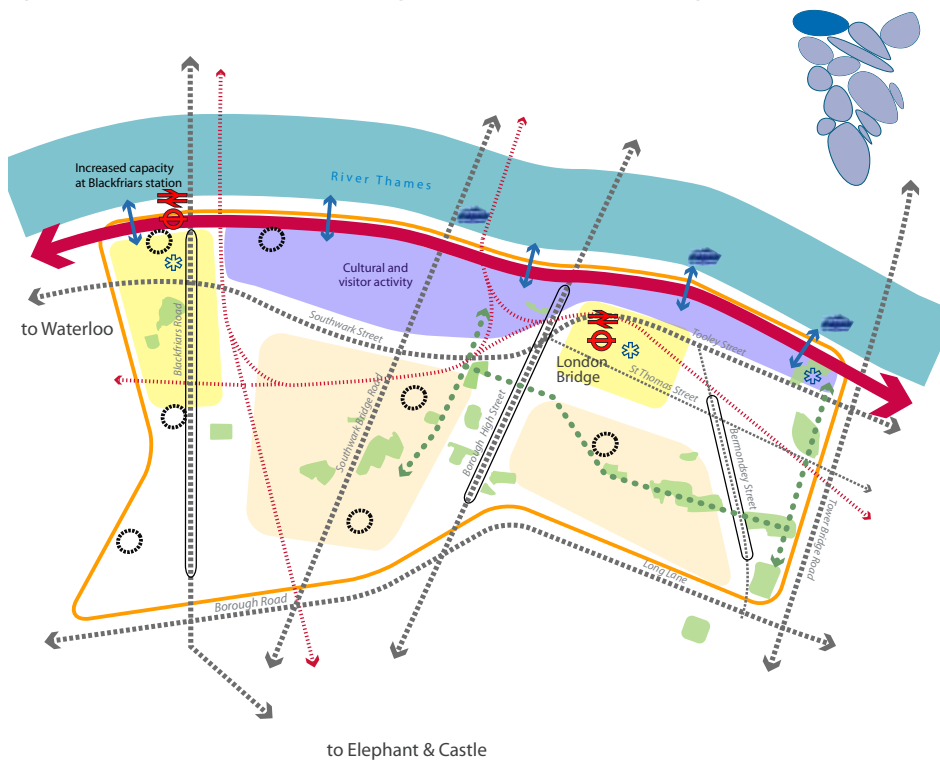 Increased capacity
at Blackfriars station
River Thames
Cultural and
visitor activity
to Waterloo
Blackfriars Road
Southwark Street
Southwark Bridge Road
Borough High Street
London
Bridge
St Thomas Street
Tooley Street
Bermondsey Street
Tower Bridge Road
Long Lane
Borough Road
to Elephant & Castle